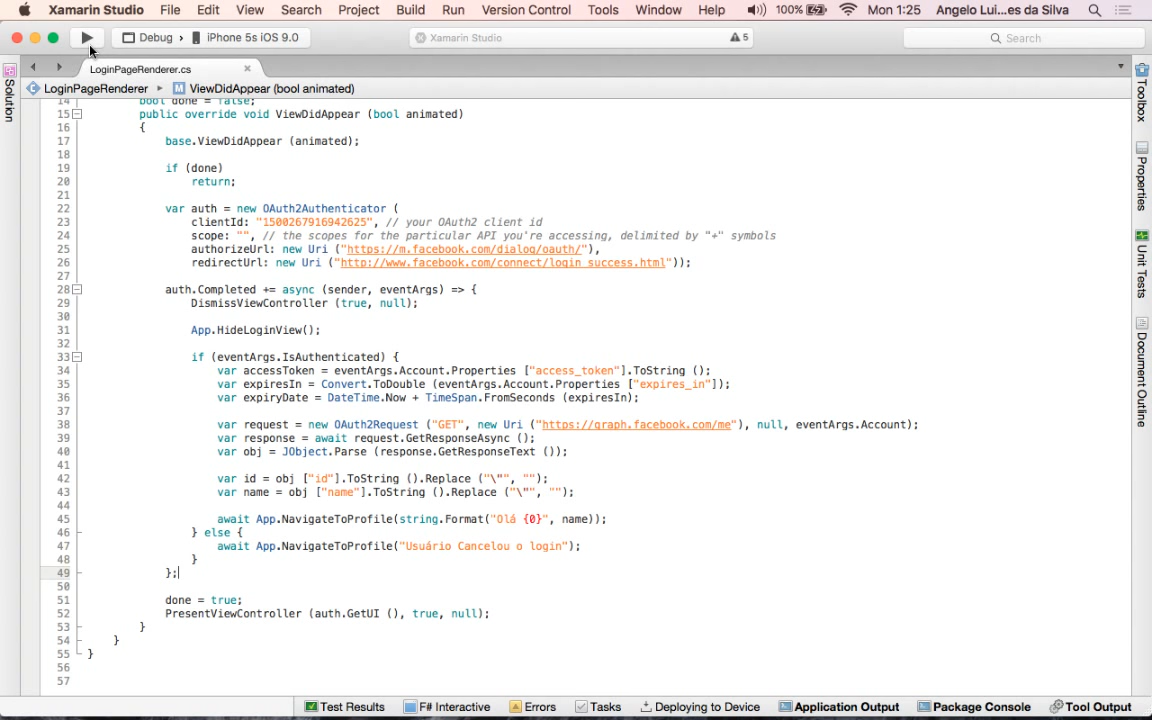 Xamarin Studio File Edit View Search Project Build Run Version Control Tools Window Help 100% Mon 1:25 Angelo Lui...es da Silva
Debug › iPhone 5s iOS 9.0 Xamarin Studio 5 Search
LoginPageRenderer.cs
LoginPageRenderer ▸ M ViewDidAppear (bool animated)
Solution
Toolbox
Properties
Unit Tests
Document Outline
14 bool done = false;
15 public override void ViewDidAppear (bool animated)
16 {
17 base.ViewDidAppear (animated);
18
19 if (done)
20 return;
21
22 var auth = new OAuth2Authenticator (
23 clientId: "1500267916942625", // your OAuth2 client id
24 scope: "", // the scopes for the particular API you're accessing, delimited by "+" symbols
25 authorizeUrl: new Uri ("https://m.facebook.com/dialog/oauth/"),
26 redirectUrl: new Uri ("http://www.facebook.com/connect/login_success.html"));
27
28 auth.Completed += async (sender, eventArgs) => {
29 DismissViewController (true, null);
30
31 App.HideLoginView();
32
33 if (eventArgs.IsAuthenticated) {
34 var accessToken = eventArgs.Account.Properties ["access_token"].ToString ();
35 var expiresIn = Convert.ToDouble (eventArgs.Account.Properties ["expires_in"]);
36 var expiryDate = DateTime.Now + TimeSpan.FromSeconds (expiresIn);
37
38 var request = new OAuth2Request ("GET", new Uri ("https://graph.facebook.com/me"), null, eventArgs.Account);
39 var response = await request.GetResponseAsync ();
40 var obj = JObject.Parse (response.GetResponseText ());
41
42 var id = obj ["id"].ToString ().Replace ("\"", "");
43 var name = obj ["name"].ToString ().Replace ("\"", "");
44
45 await App.NavigateToProfile(string.Format("Olá {0}", name));
46 } else {
47 await App.NavigateToProfile("Usuário Cancelou o login");
48 }
49 };
50
51 done = true;
52 PresentViewController (auth.GetUI (), true, null);
53 }
54 }
55 }
56
57
Test Results F# Interactive Errors Tasks Deploying to Device Application Output Package Console Tool Output